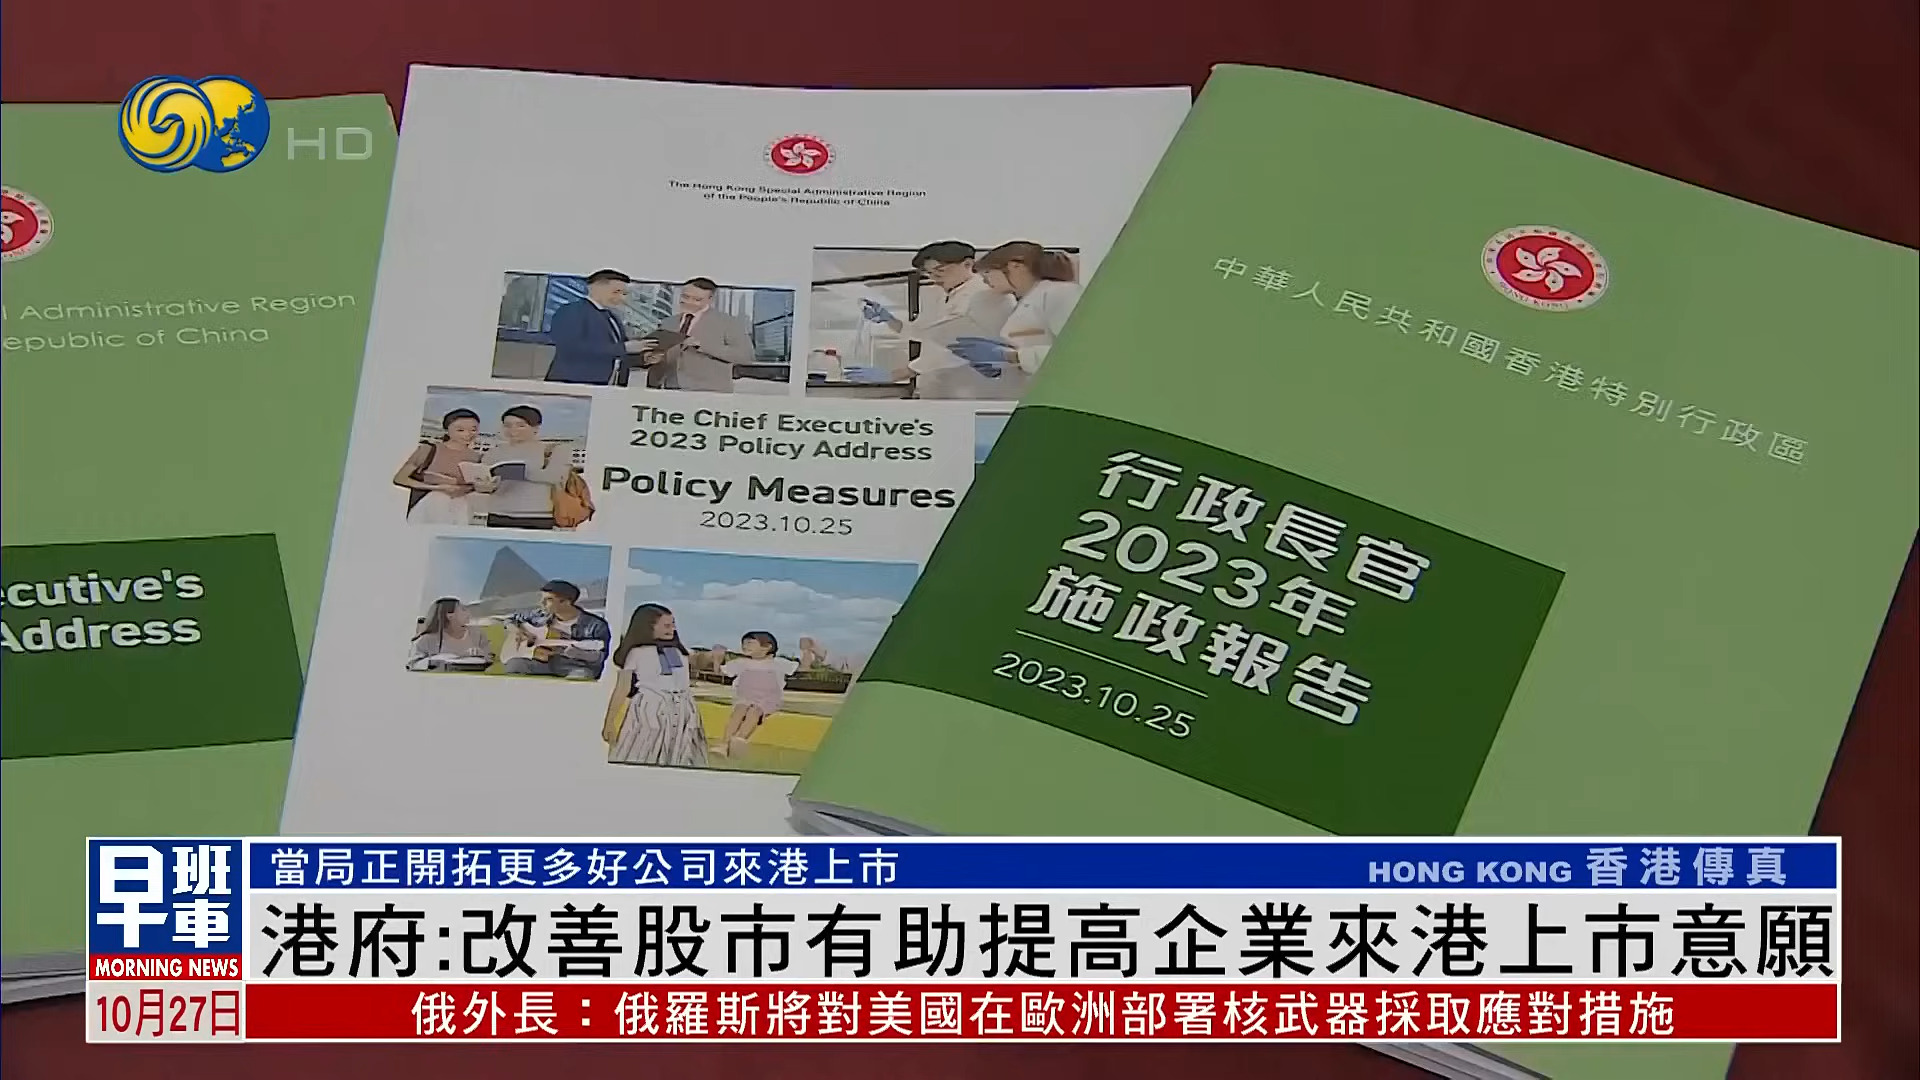 HD
l Administrative Region
epublic of China
ecutive's
Address
The Hong Kong Special Administrative Region
of the People's Republic of China
The Chief Executive's
2023 Policy Address
Policy Measures
2023.10.25
中華人民共和國香港特別行政區
行政長官
2023年
施政報告
2023.10.25
早班車
MORNING NEWS
10月27日
當局正開拓更多好公司來港上市
HONG KONG 香港傳真
港府:改善股市有助提高企業來港上市意願
俄外長：俄羅斯將對美國在歐洲部署核武器採取應對措施